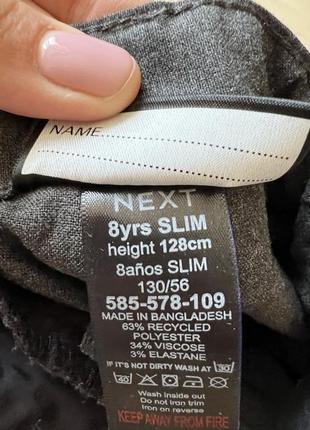 NAME
NEXT
8yrs SLIM
height 128cm
8años SLIM
130/56
585-578-109
MADE IN BANGLADESH
63% RECYCLED
POLYESTER
34% VISCOSE
3% ELASTANE
IF IT'S NOT DIRTY WASH AT 30
40
Wash inside out
Do not iron trim
Iron on reverse
KEEP AWAY FROM FIRE